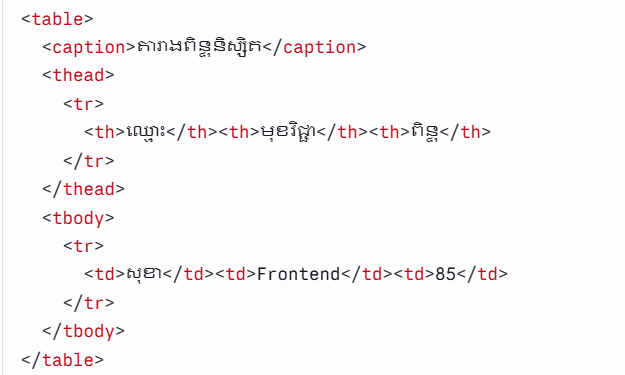 <table>
<caption>តារាងពិន្ទុនិស្សិត</caption>
<thead>
<tr>
<th>ឈ្មោះ</th><th>មុខវិជ្ជា</th><th>ពិន្ទុ</th>
</tr>
</thead>
<tbody>
<tr>
<td>សុខា</td><td>Frontend</td><td>85</td>
</tr>
</tbody>
</table>